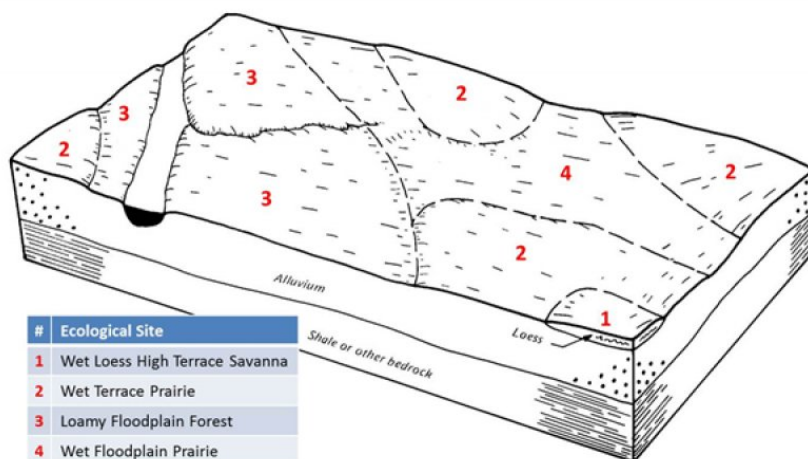 3
2
3
2
2
4
3
2
1
Loess
Alluvium
Shale or other bedrock
# Ecological Site
1 Wet Loess High Terrace Savanna
2 Wet Terrace Prairie
3 Loamy Floodplain Forest
4 Wet Floodplain Prairie